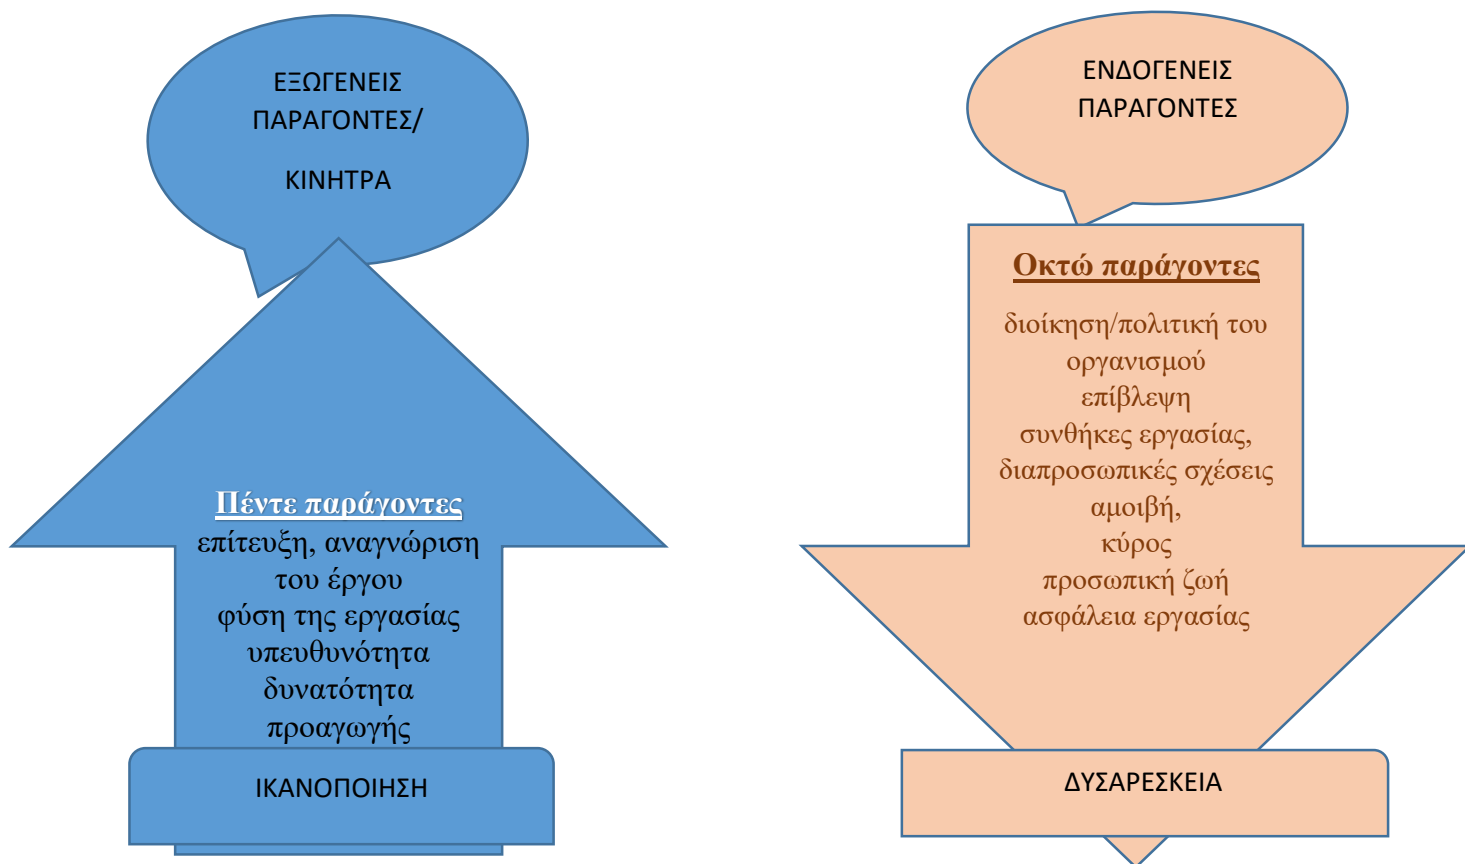 ΕΞΩΓΕΝΕΙΣ
ΠΑΡΑΓΟΝΤΕΣ/
ΚΙΝΗΤΡΑ
Πέντε παράγοντες
επίτευξη, αναγνώριση
του έργου
φύση της εργασίας
υπευθυνότητα
δυνατότητα
προαγωγής
ΙΚΑΝΟΠΟΙΗΣΗ
ΕΝΔΟΓΕΝΕΙΣ
ΠΑΡΑΓΟΝΤΕΣ
Οκτώ παράγοντες
διοίκηση/πολιτική του
οργανισμού
επίβλεψη
συνθήκες εργασίας,
διαπροσωπικές σχέσεις
αμοιβή,
κύρος
προσωπική ζωή
ασφάλεια εργασίας
ΔΥΣΑΡΕΣΚΕΙΑ